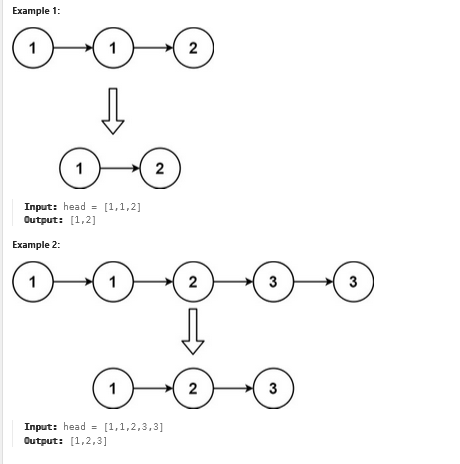 Example 1:
1 1 2
1 2
Input: head = [1,1,2]
Output: [1,2]
Example 2:
1 1 2 3 3
1 2 3
Input: head = [1,1,2,3,3]
Output: [1,2,3]